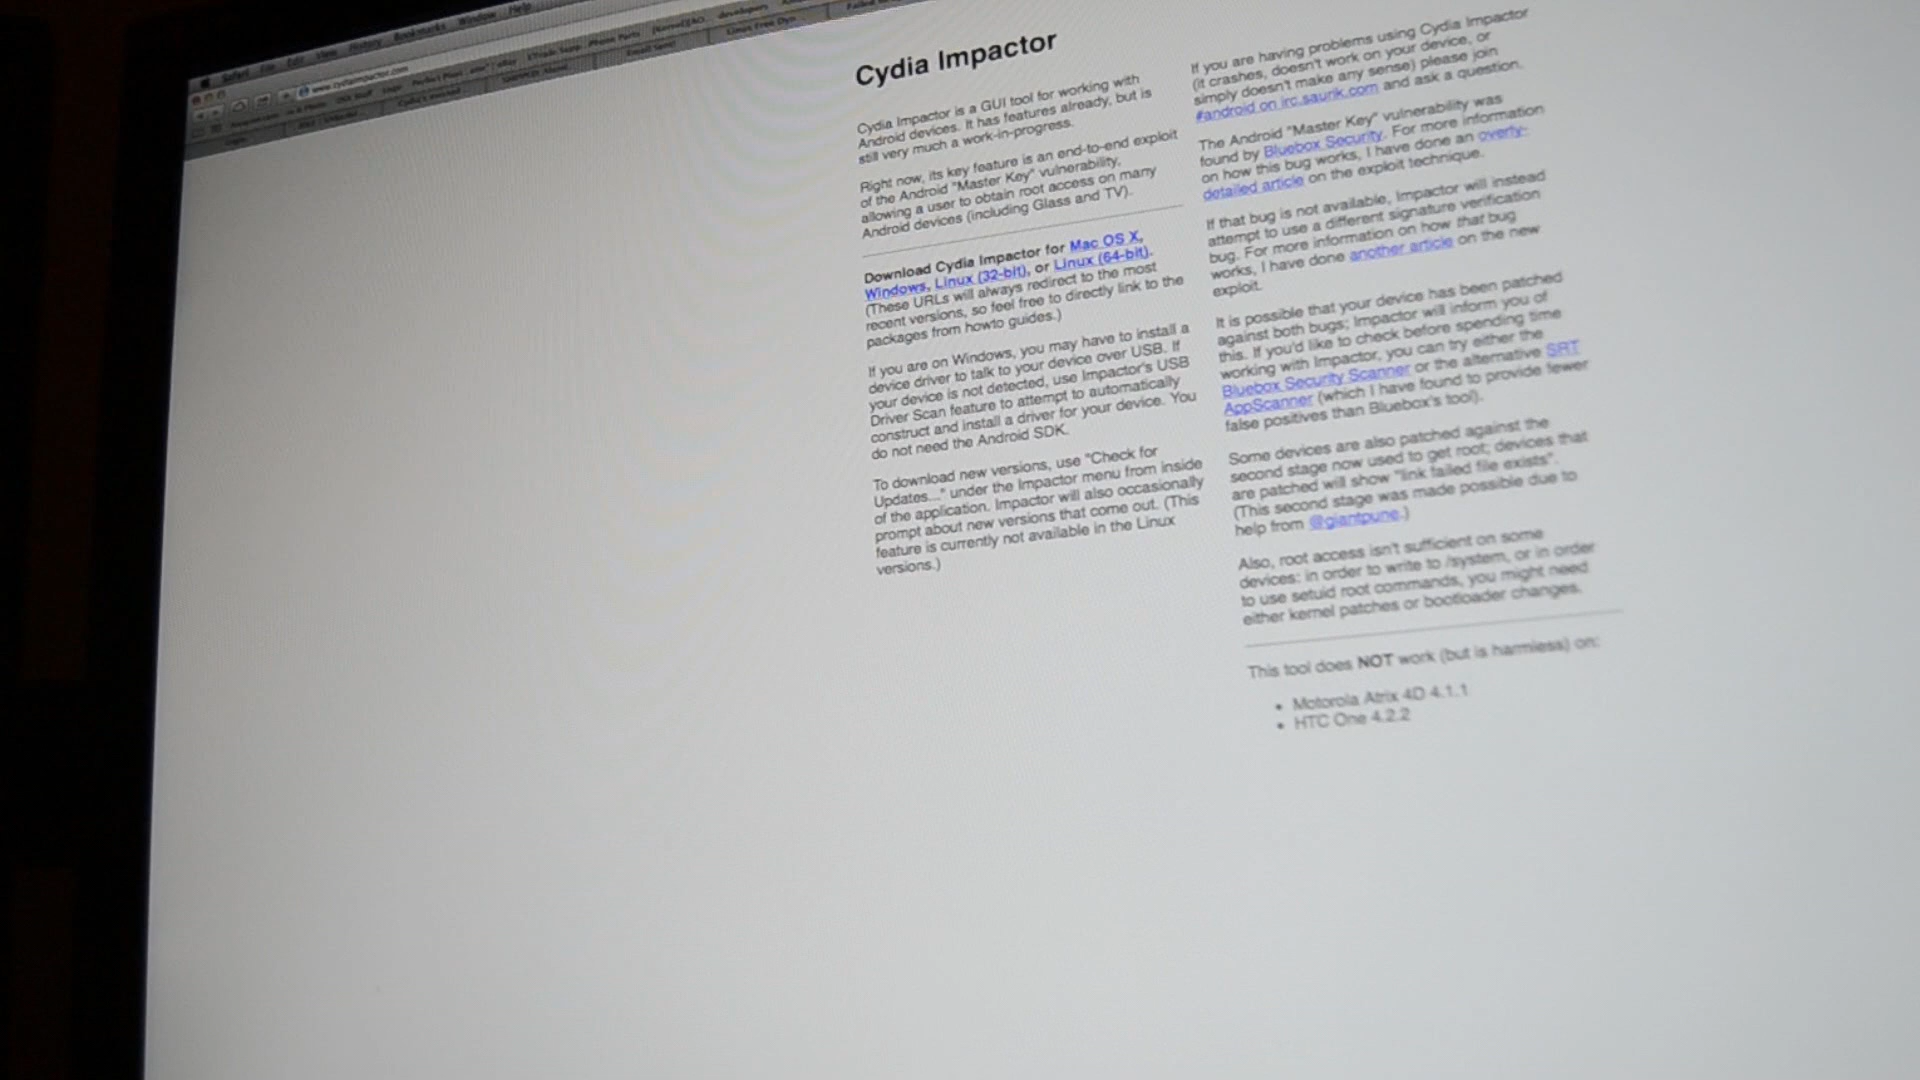 Safari File Edit View History Bookmarks Window Help
www.cydiaimpactor.com
Cydia Impactor
Cydia Impactor is a GUI tool for working with
Android devices. It has features already, but is
still very much a work-in-progress.
Right now, its key feature is an end-to-end exploit
of the Android "Master Key" vulnerability,
allowing a user to obtain root access on many
Android devices (including Glass and TV).
Download Cydia Impactor for Mac OS X,
Windows, Linux (32-bit), or Linux (64-bit).
(These URLs will always redirect to the most
recent versions, so feel free to directly link to the
packages from howto guides.)
If you are on Windows, you may have to install a
device driver to talk to your device over USB. If
your device is not detected, use Impactor's USB
Driver Scan feature to attempt to automatically
construct and install a driver for your device. You
do not need the Android SDK.
To download new versions, use "Check for
Updates..." under the Impactor menu from inside
of the application. Impactor will also occasionally
prompt about new versions that come out. (This
feature is currently not available in the Linux
versions.)
If you are having problems using Cydia Impactor
(it crashes, doesn't work on your device, or
simply doesn't make any sense) please join
#android on irc.saurik.com and ask a question.
The Android "Master Key" vulnerability was
found by Bluebox Security. For more information
on how this bug works, I have done an overly-
detailed article on the exploit technique.
If that bug is not available, Impactor will instead
attempt to use a different signature verification
bug. For more information on how that bug
works, I have done another article on the new
exploit.
It is possible that your device has been patched
against both bugs; Impactor will inform you of
this. If you'd like to check before spending time
working with Impactor, you can try either the
Bluebox Security Scanner or the alternative SRT
AppScanner (which I have found to provide fewer
false positives than Bluebox's tool).
Some devices are also patched against the
second stage now used to get root; devices that
are patched will show "link failed file exists".
(This second stage was made possible due to
help from @giantpune.)
Also, root access isn't sufficient on some
devices: in order to write to /system, or in order
to use setuid root commands, you might need
either kernel patches or bootloader changes.
This tool does NOT work (but is harmless) on:
• Motorola Atrix 4D 4.1.1
• HTC One 4.2.2